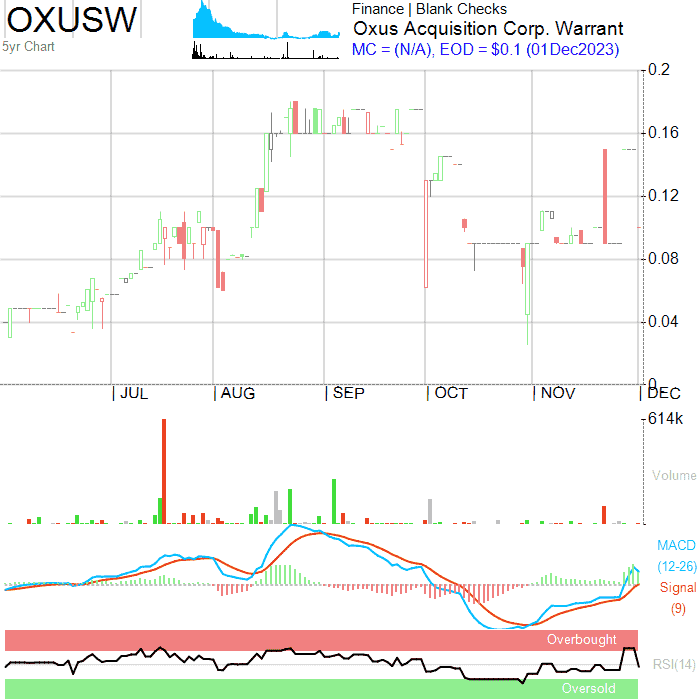 OXUSW
5yr Chart
Finance | Blank Checks
Oxus Acquisition Corp. Warrant
MC = (N/A), EOD = $0.1 (01Dec2023)
0.2
0.16
0.12
0.08
0.04
0
JUL AUG SEP OCT NOV DEC
614k
Volume
MACD
(12-26)
Signal
(9)
Overbought
RSI(14)
Oversold